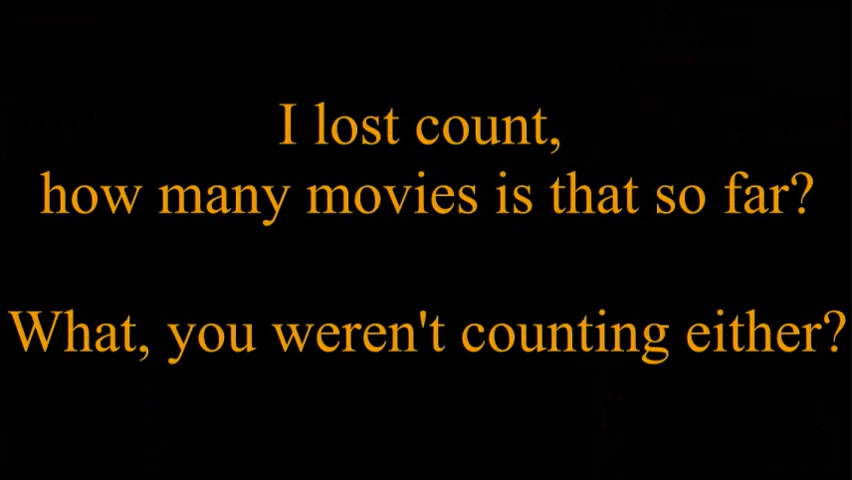 I lost count,
how many movies is that so far?
What, you weren't counting either?